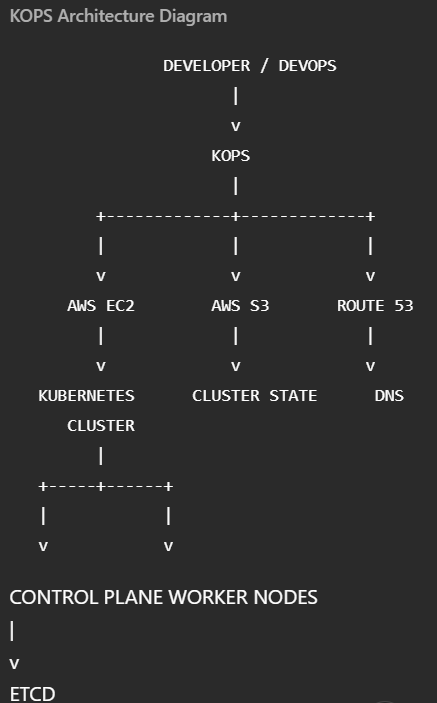 KOPS Architecture Diagram
DEVELOPER / DEVOPS
|
v
KOPS
|
+-------------+-------------+
| | |
v v v
AWS EC2 AWS S3 ROUTE 53
| | |
v v v
KUBERNETES CLUSTER STATE DNS
CLUSTER
|
+-----+------+
| |
v v
CONTROL PLANE WORKER NODES
|
v
ETCD